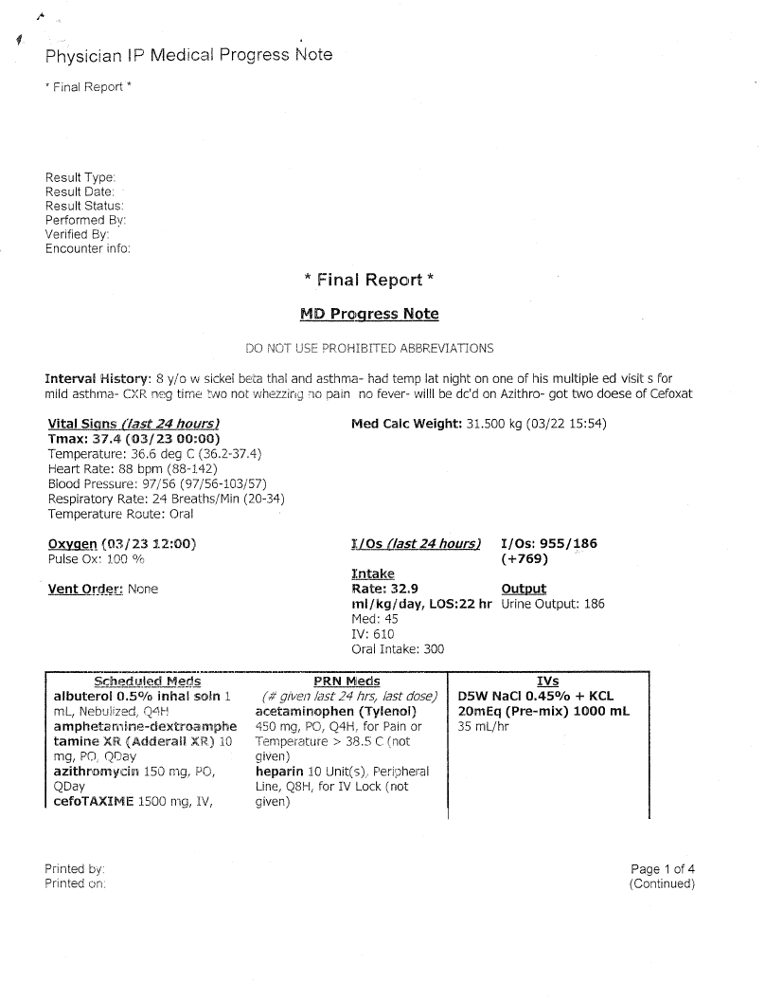 Physician IP Medical Progress Note
* Final Report *
Result Type:
Result Date:
Result Status:
Performed By:
Verified By:
Encounter info:
* Final Report *
MD Progress Note
DO NOT USE PROHIBITED ABBREVIATIONS
Interval History: 8 y/o w sickel beta thal and asthma- had temp lat night on one of his multiple ed visit s for
mild asthma- CXR neg time two not whezzing no pain no fever- willl be dc'd on Azithro- got two doese of Cefoxat
Vital Signs (last 24 hours)
Tmax: 37.4 (03/23 00:00)
Temperature: 36.6 deg C (36.2-37.4)
Heart Rate: 88 bpm (88-142)
Blood Pressure: 97/56 (97/56-103/57)
Respiratory Rate: 24 Breaths/Min (20-34)
Temperature Route: Oral
Med Calc Weight: 31.500 kg (03/22 15:54)
Oxygen (03/23 12:00)
Pulse Ox: 100 %
Vent Order: None
I/Os (last 24 hours)
Intake
Rate: 32.9
ml/kg/day, LOS:22 hr
Med: 45
IV: 610
Oral Intake: 300
I/Os: 955/186
(+769)
Output
Urine Output: 186
Scheduled Meds
albuterol 0.5% inhal soln 1
mL, Nebulized, Q4H
amphetamine-dextroamphe
tamine XR (Adderall XR) 10
mg, PO, QDay
azithromycin 150 mg, PO,
QDay
cefoTAXIME 1500 mg, IV,
PRN Meds
(# given last 24 hrs, last dose)
acetaminophen (Tylenol)
450 mg, PO, Q4H, for Pain or
Temperature > 38.5 C (not
given)
heparin 10 Unit(s), Peripheral
Line, Q8H, for IV Lock (not
given)
IVs
D5W NaCl 0.45% + KCL
20mEq (Pre-mix) 1000 mL
35 mL/hr
Printed by:
Printed on:
Page 1 of 4
(Continued)